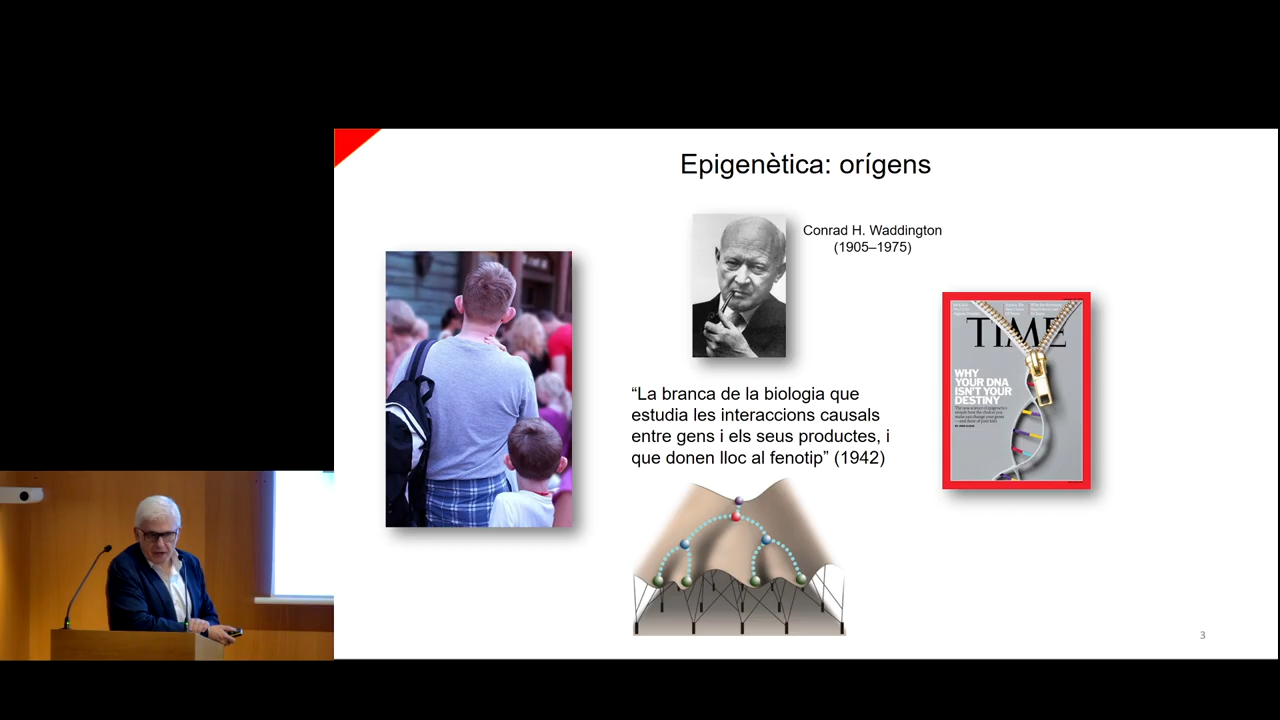 Epigenètica: orígens
Conrad H. Waddington
(1905–1975)
“La branca de la biologia que
estudia les interaccions causals
entre gens i els seus productes, i
que donen lloc al fenotip” (1942)
TIME
WHY
YOUR DNA
ISN'T YOUR
DESTINY
3